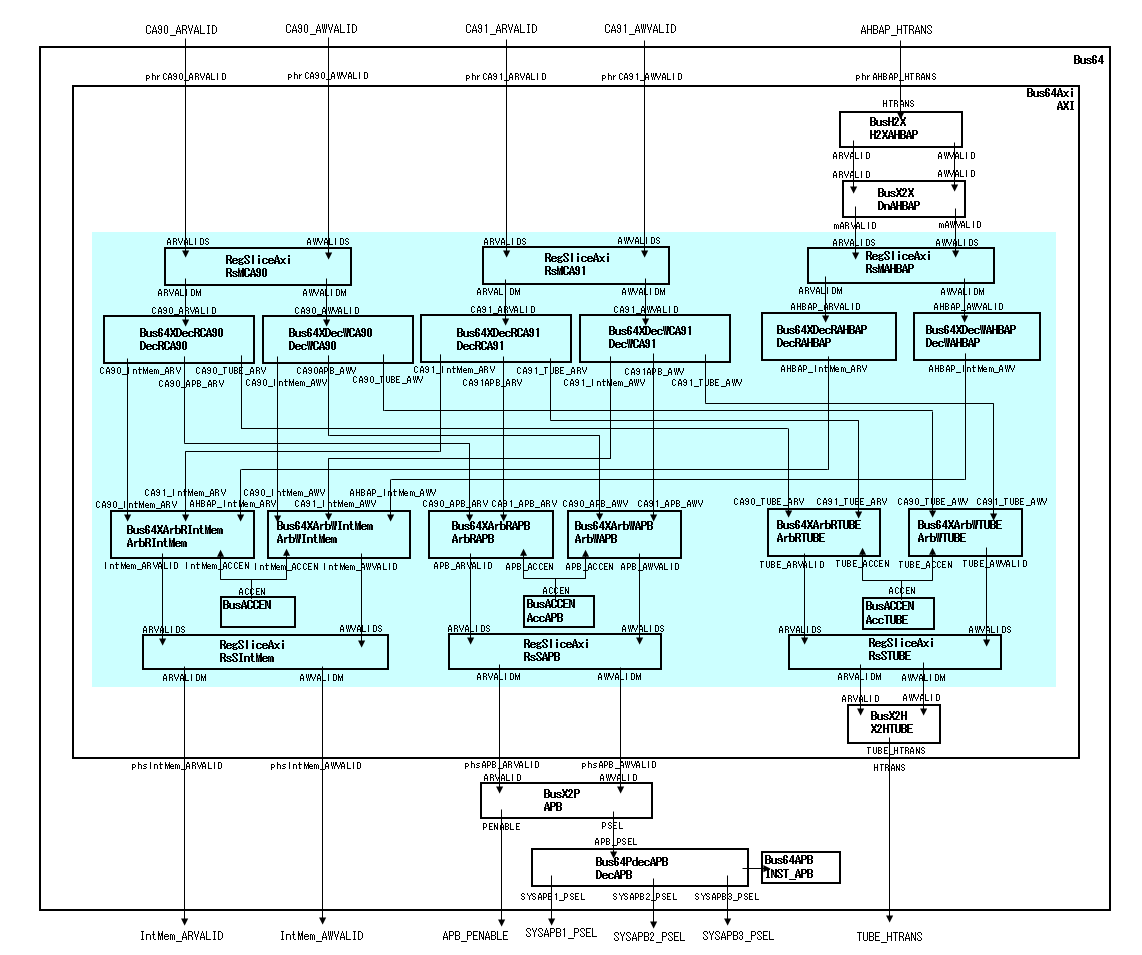 CA90_ARVALID CA90_AWVALID CA91_ARVALID CA91_AWVALID AHBAP_HTRANS
Bus64
phrCA90_ARVALID phrCA90_AWVALID phrCA91_ARVALID phrCA91_AWVALID phrAHBAP_HTRANS
Bus64Axi
AXI
HTRANS
BusH2X
H2XAHBAP
ARVALID AWVALID
ARVALID AWVALID
BusX2X
DnAHBAP
mARVALID mAWVALID
ARVALIDS AWVALIDS ARVALIDS AWVALIDS ARVALIDS AWVALIDS
RegSliceAxi RegSliceAxi RegSliceAxi
RsMCA90 RsMCA91 RsMAHBAP
ARVALIDM AWVALIDM ARVALIDM AWVALIDM ARVALIDM AWVALIDM
CA90_ARVALID CA90_AWVALID CA91_ARVALID CA91_AWVALID AHBAP_ARVALID AHBAP_AWVALID
Bus64XDecRCA90 Bus64XDecWCA90 Bus64XDecRCA91 Bus64XDecWCA91 Bus64XDecRAHBAP Bus64XDecWAHBAP
DecRCA90 DecWCA90 DecRCA91 DecWCA91 DecRAHBAP DecWAHBAP
CA90_IntMem_ARV CA90_TUBE_ARV CA90APB_AWV CA91_IntMem_ARV CA91_TUBE_ARV CA91APB_AWV AHBAP_IntMem_ARV AHBAP_IntMem_AWV
CA90_APB_ARV CA90_IntMem_AWV CA90_TUBE_AWV CA91APB_ARV CA91_IntMem_AWV CA91_TUBE_AWV
CA91_IntMem_ARV CA90_IntMem_AWV AHBAP_IntMem_AWV
CA90_IntMem_ARV AHBAP_IntMem_ARV CA91_IntMem_AWV CA90_APB_ARV CA91_APB_ARV CA90_APB_AWV CA91_APB_AWV CA90_TUBE_ARV CA91_TUBE_ARV CA90_TUBE_AWV CA91_TUBE_AWV
Bus64XArbRIntMem Bus64XArbWIntMem Bus64XArbRAPB Bus64XArbWAPB Bus64XArbRTUBE Bus64XArbWTUBE
ArbRIntMem ArbWIntMem ArbRAPB ArbWAPB ArbRTUBE ArbWTUBE
IntMem_ARVALID IntMem_ACCEN IntMem_ACCEN IntMem_AWVALID APB_ARVALID APB_ACCEN APB_ACCEN APB_AWVALID TUBE_ARVALID TUBE_ACCEN TUBE_ACCEN TUBE_AWVALID
ACCEN ACCEN ACCEN
BusACCEN BusACCEN BusACCEN
AccAPB AccTUBE
ARVALIDS AWVALIDS ARVALIDS AWVALIDS ARVALIDS AWVALIDS
RegSliceAxi RegSliceAxi RegSliceAxi
RsSIntMem RsSAPB RsSTUBE
ARVALIDM AWVALIDM ARVALIDM AWVALIDM ARVALIDM AWVALIDM
ARVALID AWVALID
BusX2H
X2HTUBE
TUBE_HTRANS
phsIntMem_ARVALID phsIntMem_AWVALID phsAPB_ARVALID phsAPB_AWVALID HTRANS
ARVALID AWVALID
BusX2P
APB
PENABLE PSEL
APB_PSEL
Bus64PdecAPB Bus64APB
DecAPB INST_APB
SYSAPB1_PSEL SYSAPB2_PSEL SYSAPB3_PSEL
IntMem_ARVALID IntMem_AWVALID APB_PENABLE SYSAPB1_PSEL SYSAPB2_PSEL SYSAPB3_PSEL TUBE_HTRANS